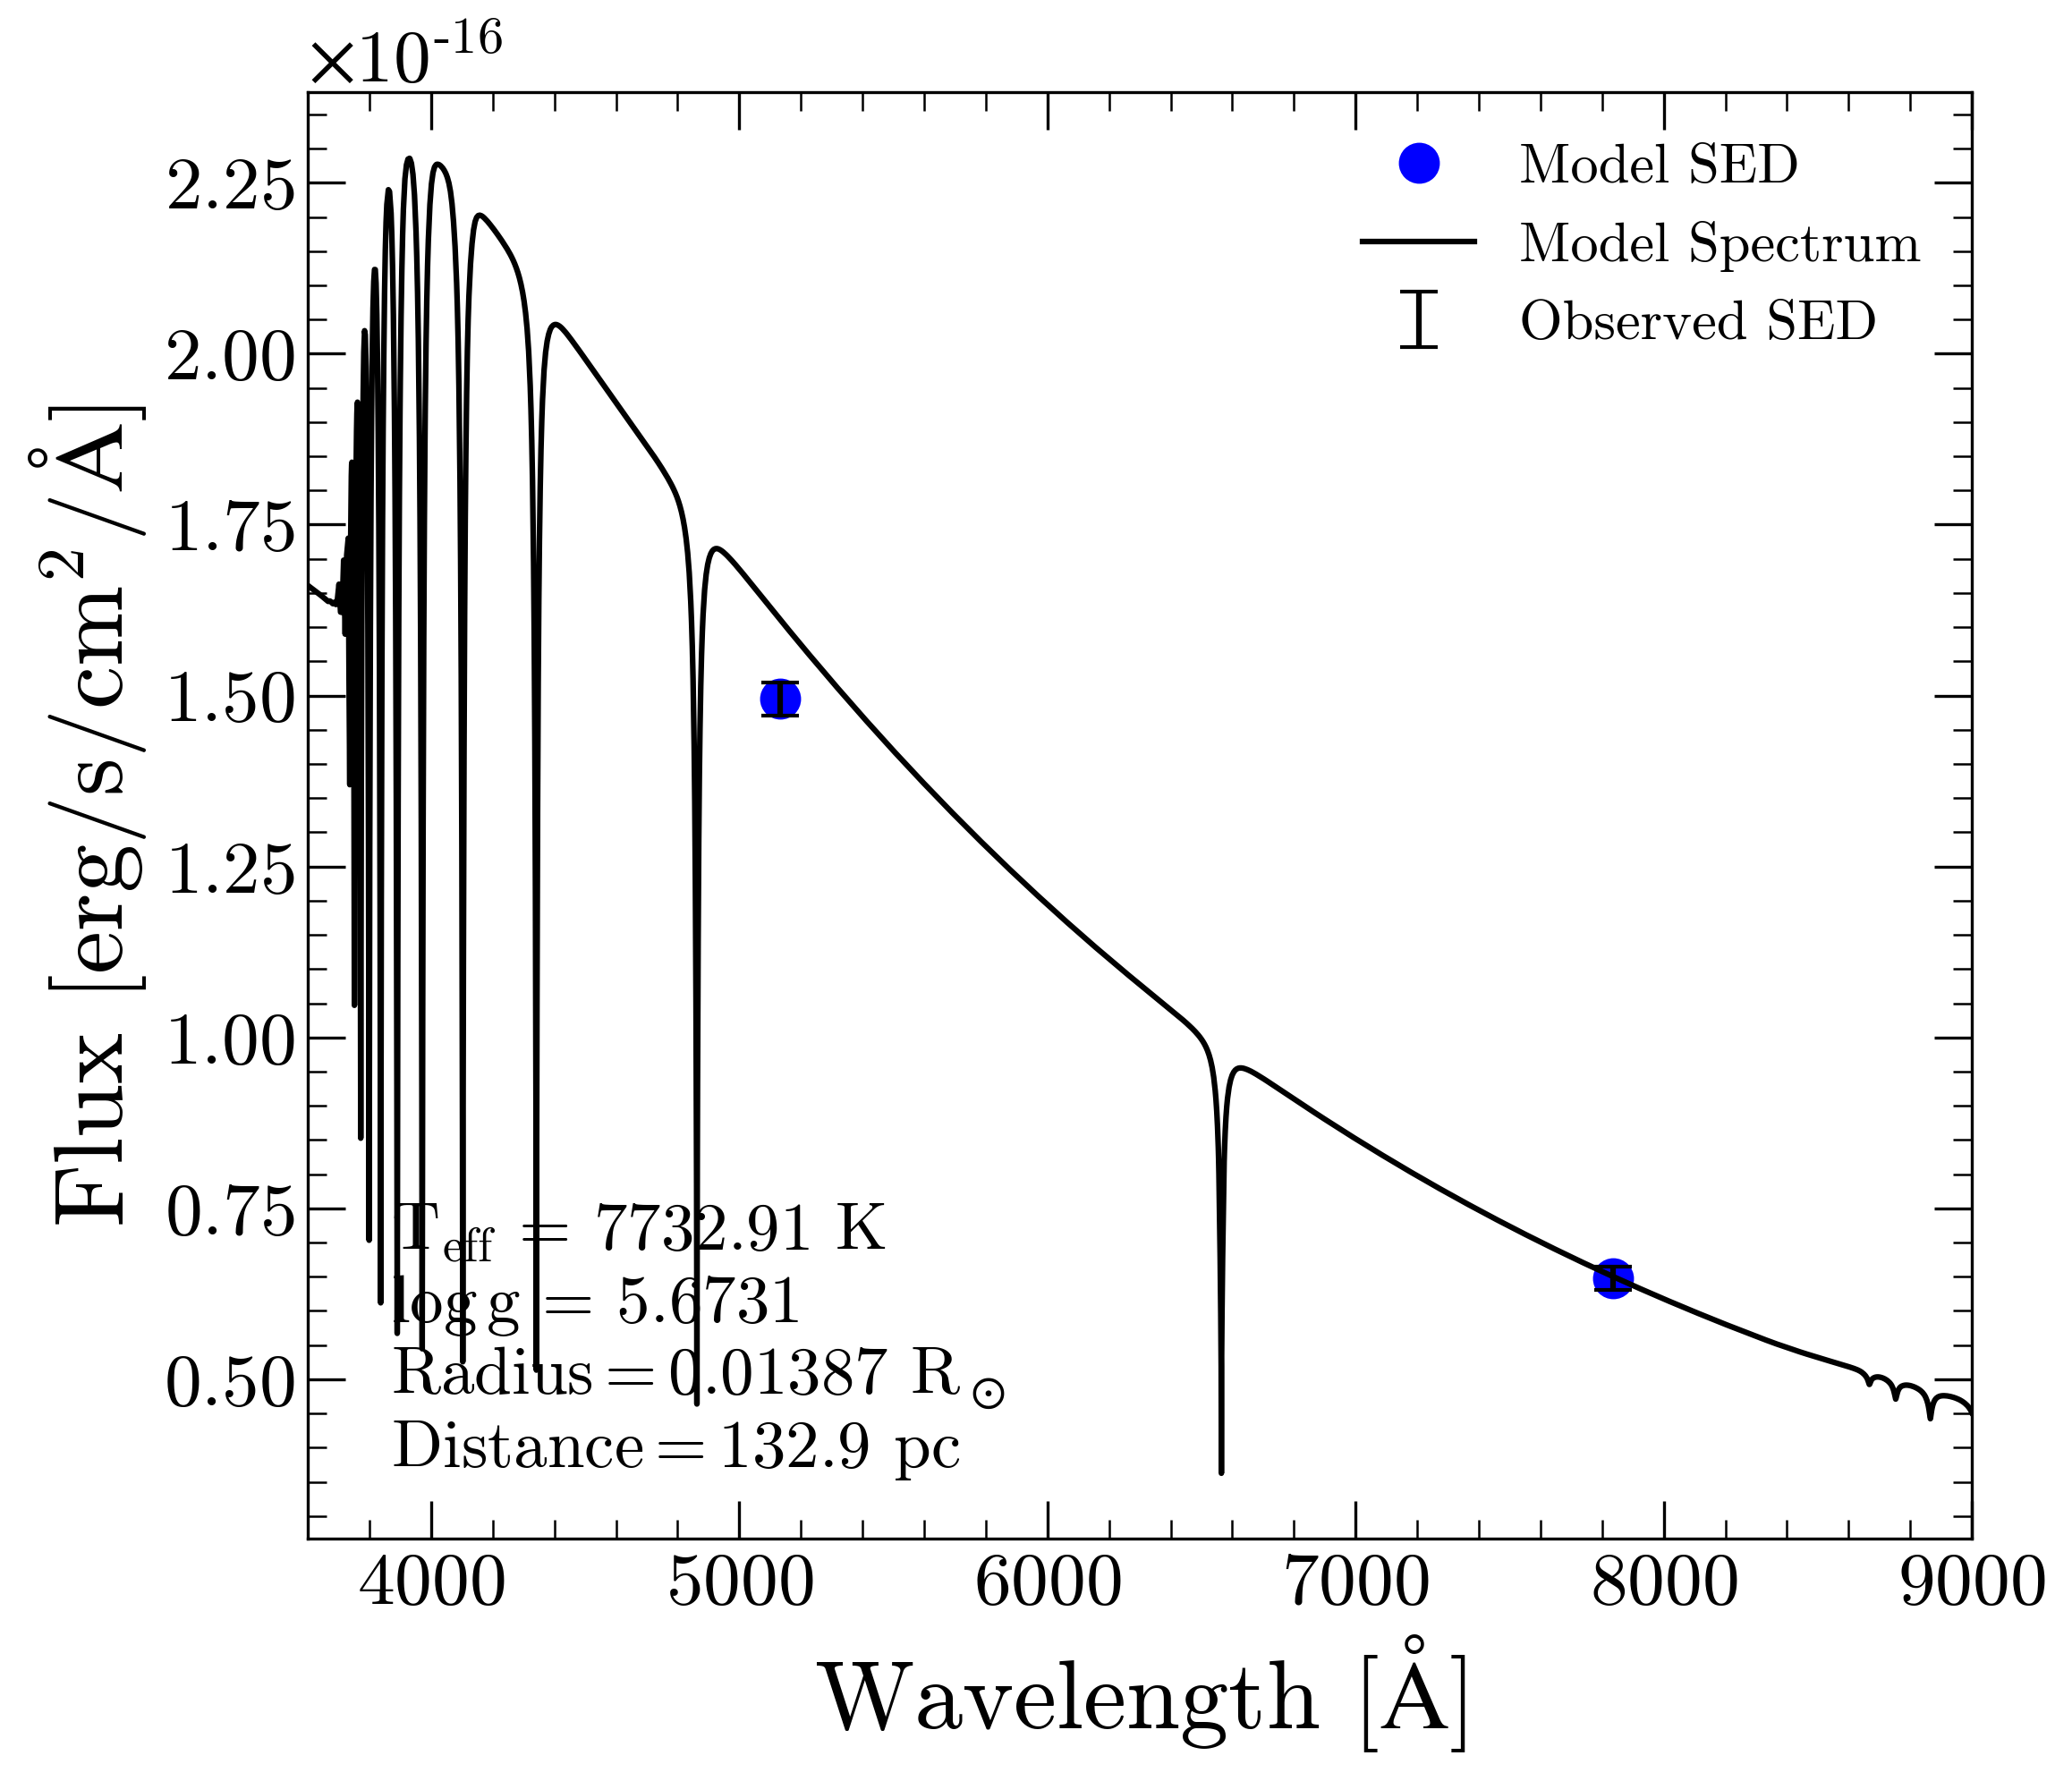 ×10^-16
Flux [erg/s/cm^2/Å]
2.25
2.00
1.75
1.50
1.25
1.00
0.75
0.50
Model SED
Model Spectrum
Observed SED
T_eff = 7732.91 K
log g = 5.6731
Radius = 0.01387 R_⊙
Distance = 132.9 pc
4000 5000 6000 7000 8000 9000
Wavelength [Å]